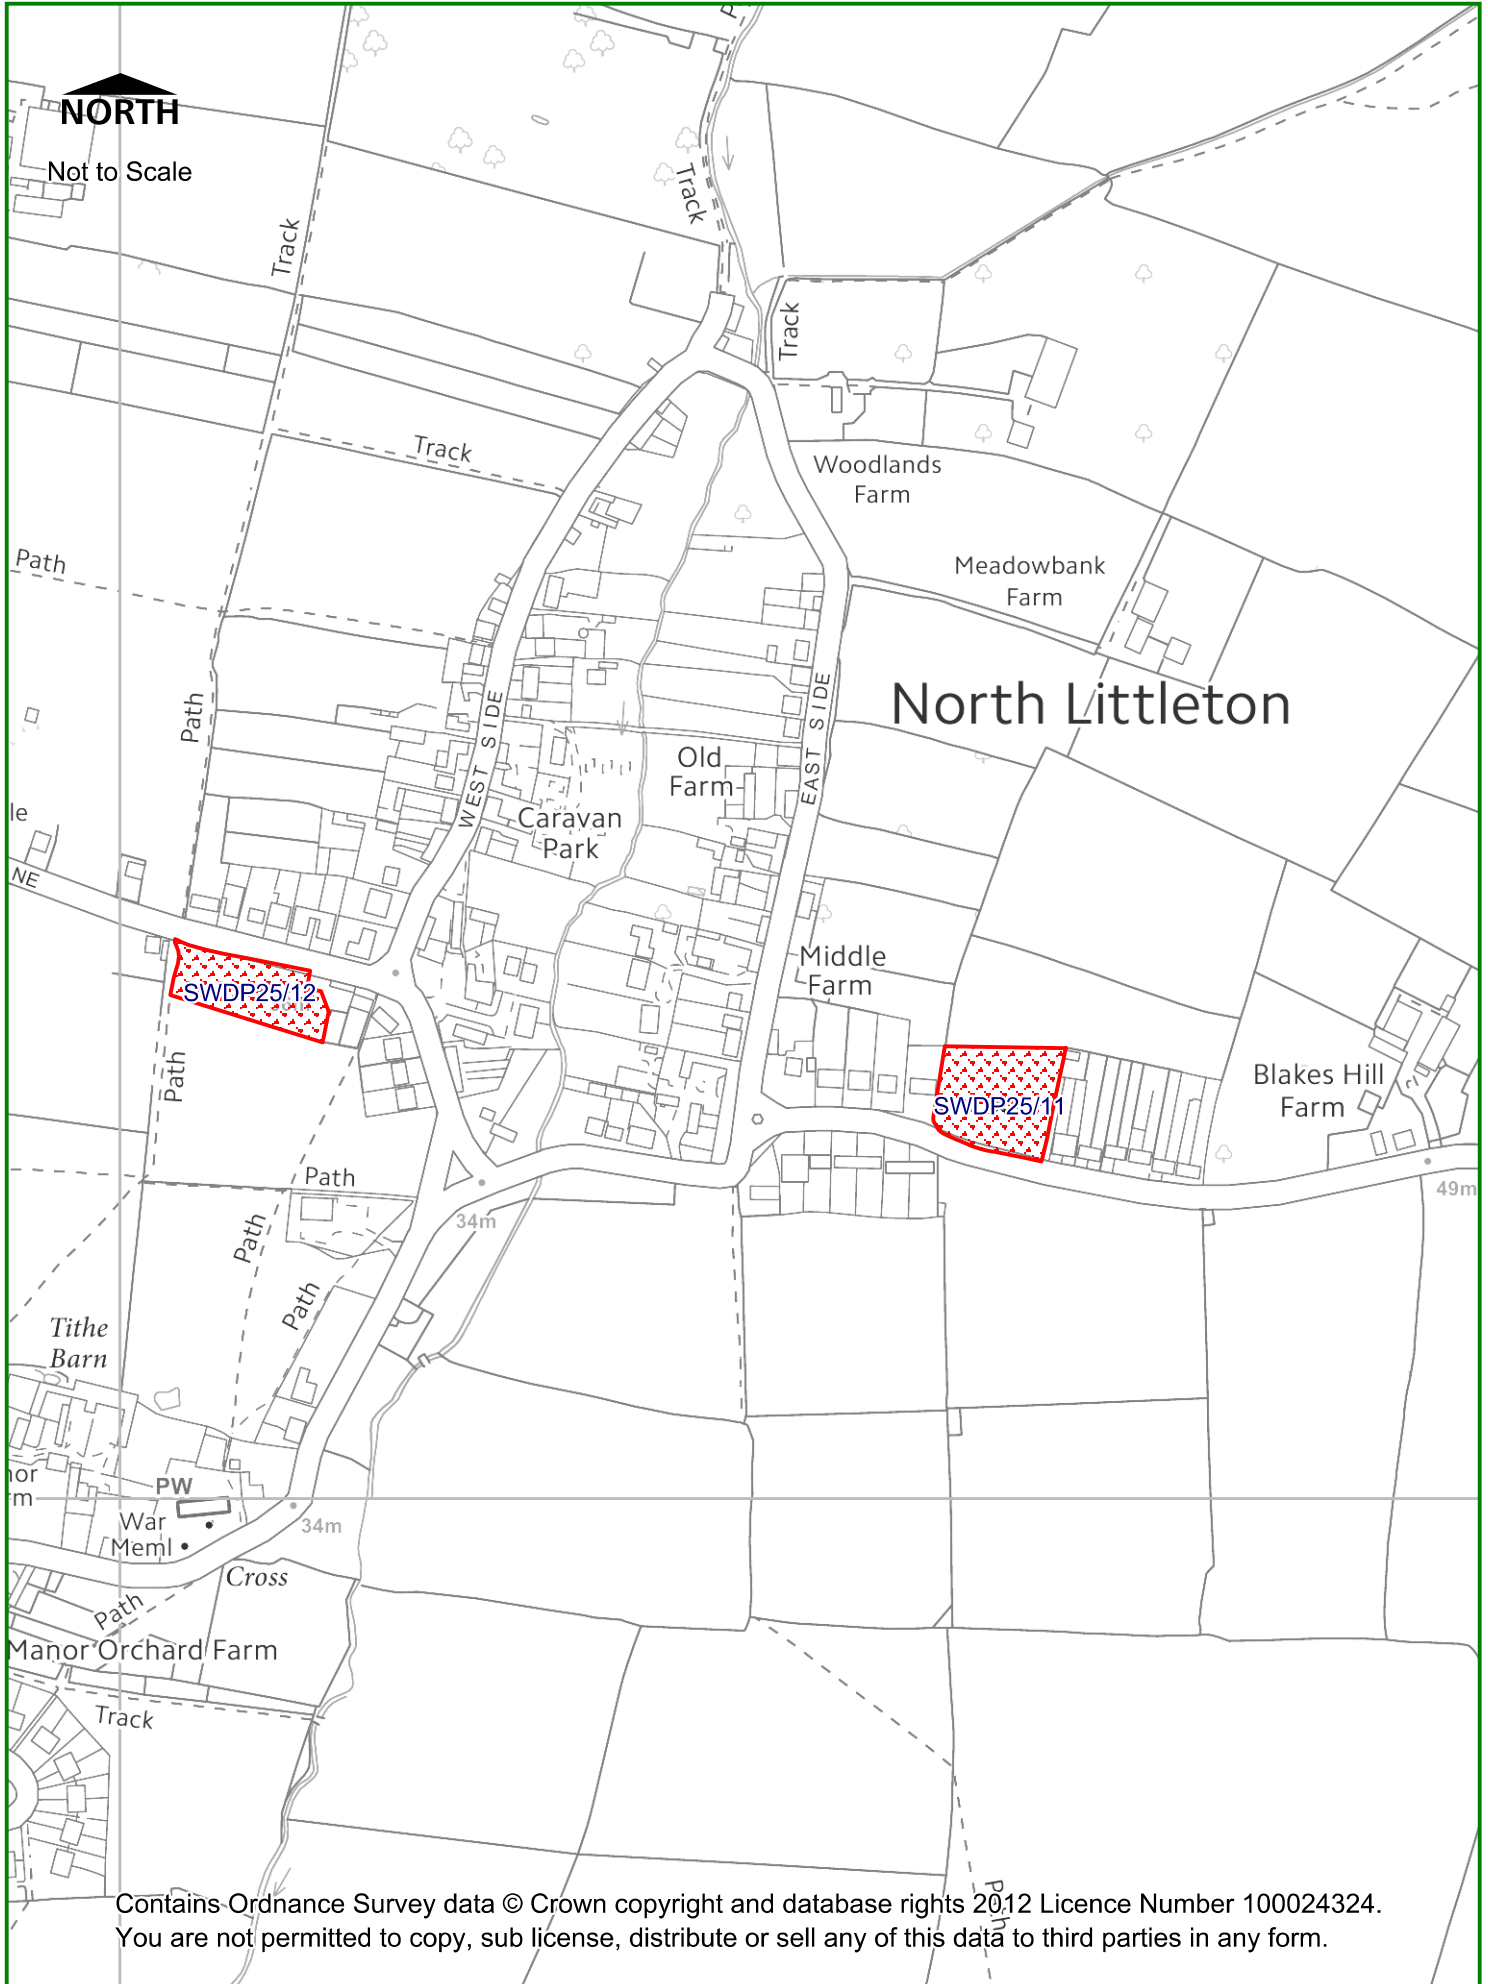 P
NORTH
Not to Scale
Track
Track
Track
Track
Woodlands
Farm
Path
Meadowbank
Farm
North Littleton
Path
WEST SIDE
EAST SIDE
Old
Farm
le
Caravan
Park
NE
Middle
Farm
SWDP25/12
Path
Blakes Hill
Farm
SWDP25/11
Path
49m
34m
Path
Path
Tithe
Barn
nor
m
PW
War
Meml
34m
Cross
Path
Manor Orchard Farm
Track
Path
Contains Ordnance Survey data © Crown copyright and database rights 2012 Licence Number 100024324.
You are not permitted to copy, sub license, distribute or sell any of this data to third parties in any form.